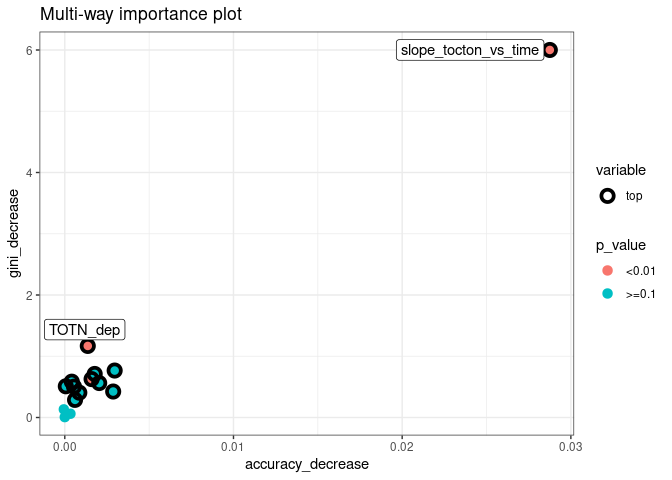 Multi-way importance plot
slope_tocton_vs_time
TOTN_dep
6
4
2
0
gini_decrease
0.00
0.01
0.02
0.03
accuracy_decrease
variable
top
p_value
<0.01
>=0.1